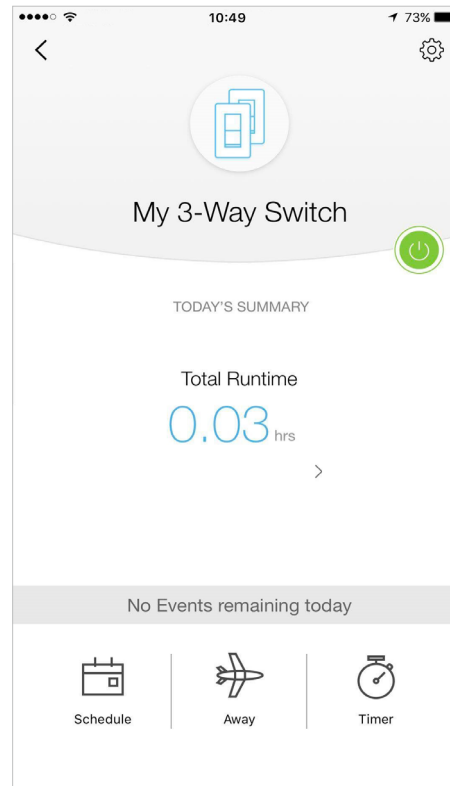 10:49
73%
My 3-Way Switch
TODAY'S SUMMARY
Total Runtime
0.03 hrs
No Events remaining today
Schedule
Away
Timer